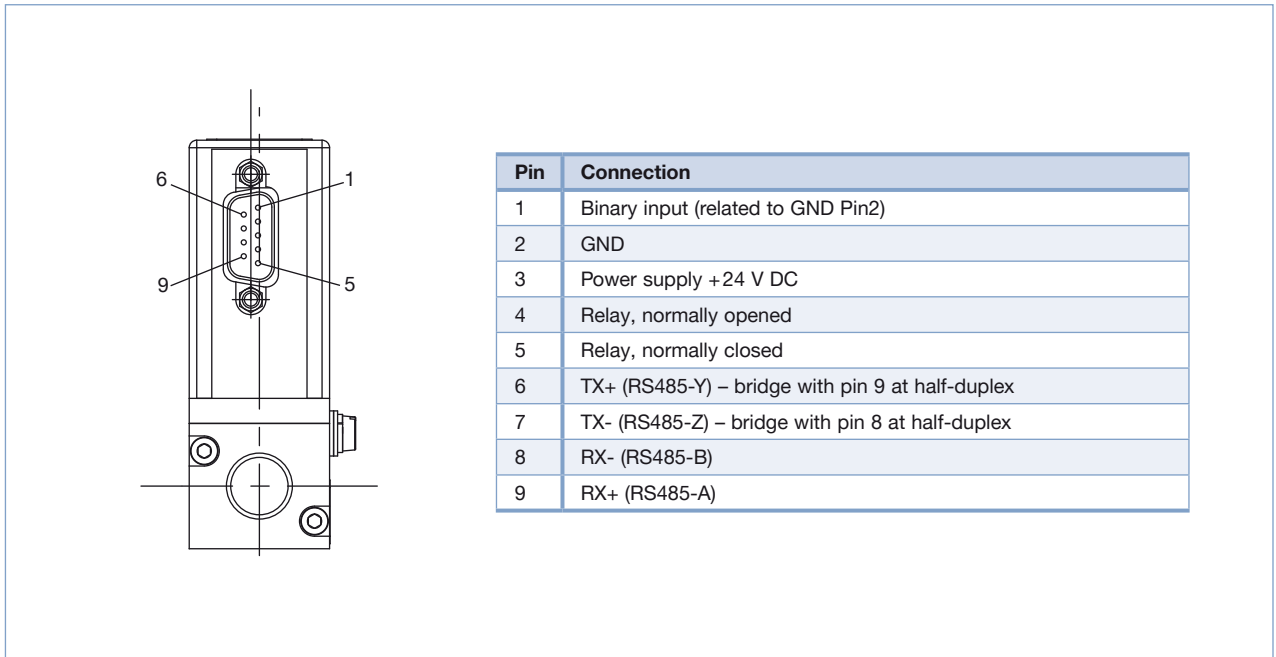 6
1
9
5
Pin Connection
1 Binary input (related to GND Pin2)
2 GND
3 Power supply +24 V DC
4 Relay, normally opened
5 Relay, normally closed
6 TX+ (RS485-Y) – bridge with pin 9 at half-duplex
7 TX- (RS485-Z) – bridge with pin 8 at half-duplex
8 RX- (RS485-B)
9 RX+ (RS485-A)